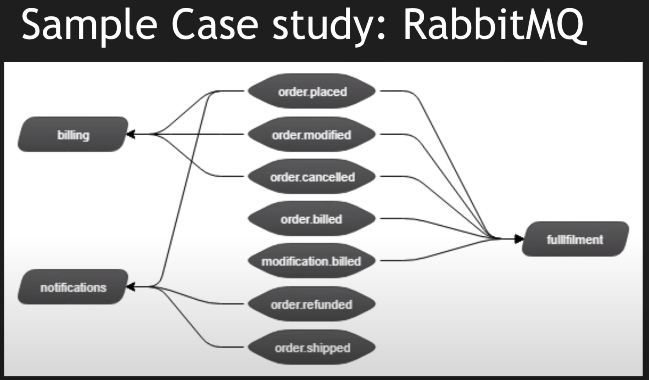 Sample Case study: RabbitMQ
order.placed
billing
order.modified
order.cancelled
order.billed
fullfilment
modification.billed
notifications
order.refunded
order.shipped